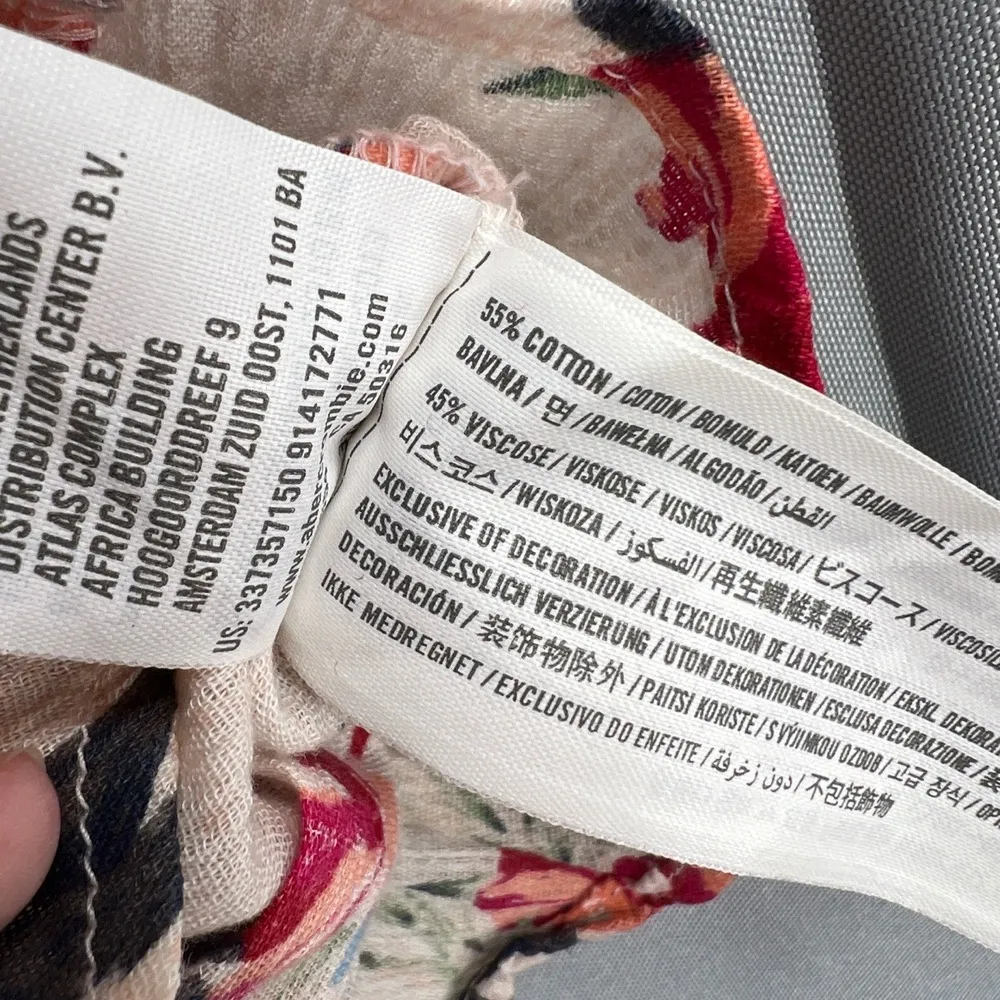 DISTRIBUTION CENTER B.V.
ATLAS COMPLEX
AFRICA BUILDING
HOOGOORDDREEF 9
AMSTERDAM ZUID OOST, 1101 BA
US: 337357150 914172771
55% COTTON / COTON / BOMULD / KATOEN / BAUMWOLLE /
BAVLNA / 면 / BAWEŁNA / ALGODÃO / القطن
45% VISCOSE / VISKOSE / VISKOS / VISCOSA / ビスコース /
비스코스 / WISKOZA / الفسكوز / 再生纖維素纖維
EXCLUSIVE OF DECORATION / À L'EXCLUSION DE LA DÉCORATION / EKSKL.
AUSSCHLIESSLICH VERZIERUNG / UTOM DEKORATIONEN / ESCLUSA DECORAZIONE /
DECORACIÓN / 装饰物除外 / PAITSI KORISTE / S VÝJIMKOU OZDOB / 고급 장식 /
IKKE MEDREGNET / EXCLUSIVO DO ENFEITE / دون زخرفة / 不包括飾物